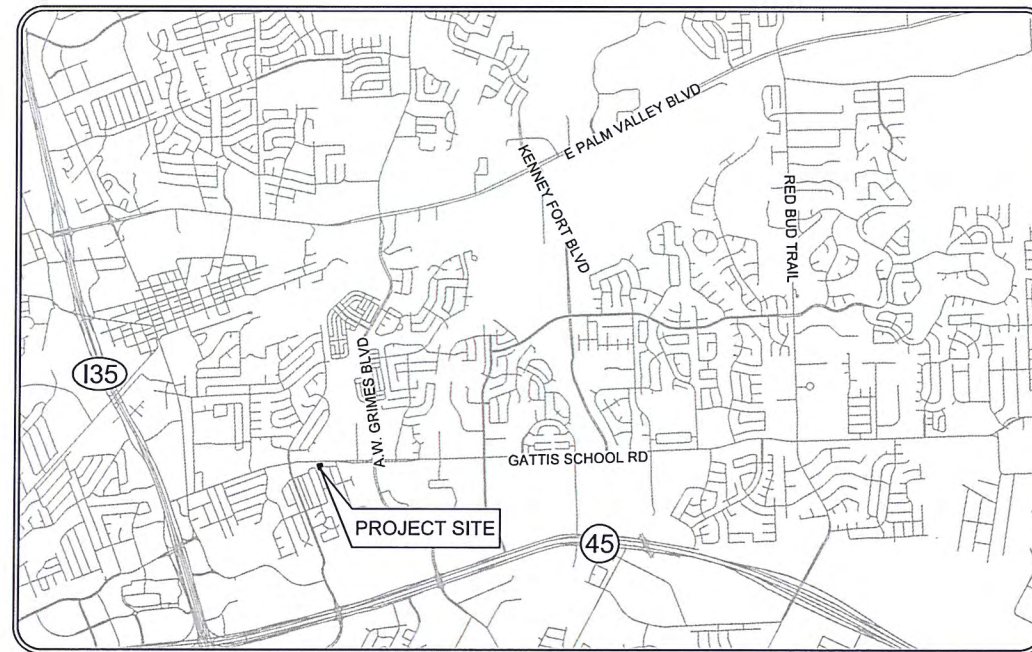 E PALM VALLEY BLVD
KENNEY FORT BLVD
RED BUD TRAIL
I35
A.W. GRIMES BLVD
GATTIS SCHOOL RD
PROJECT SITE
45